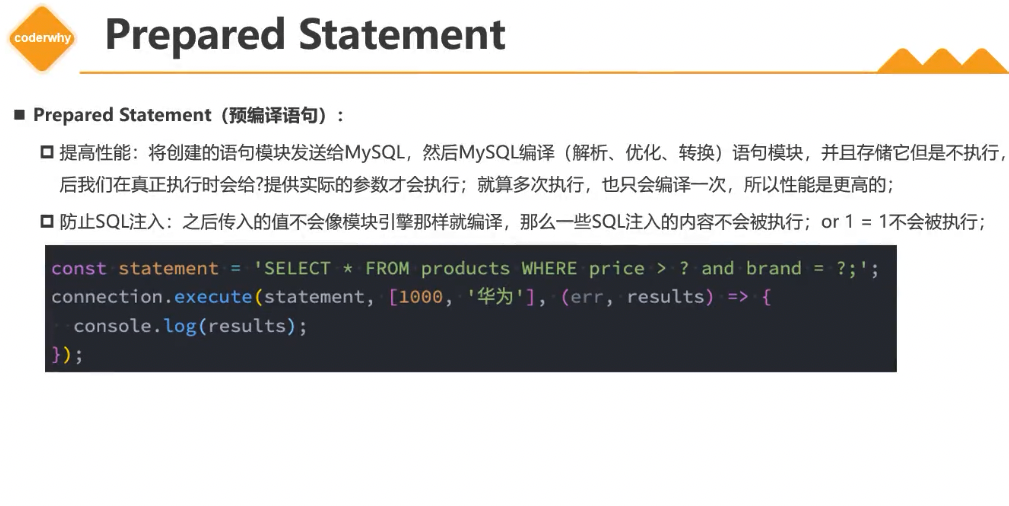 coderwhy
Prepared Statement
■ Prepared Statement（预编译语句）:
提高性能：将创建的语句模块发送给MySQL，然后MySQL编译（解析、优化、转换）语句模块，并且存储它但是不执行，
后我们在真正执行时会给?提供实际的参数才会执行；就算多次执行，也只会编译一次，所以性能是更高的；
防止SQL注入：之后传入的值不会像模块引擎那样就编译，那么一些SQL注入的内容不会被执行；or 1 = 1不会被执行；
const statement = 'SELECT * FROM products WHERE price > ? and brand = ?;';
connection.execute(statement, [1000, '华为'], (err, results) => {
  console.log(results);
});